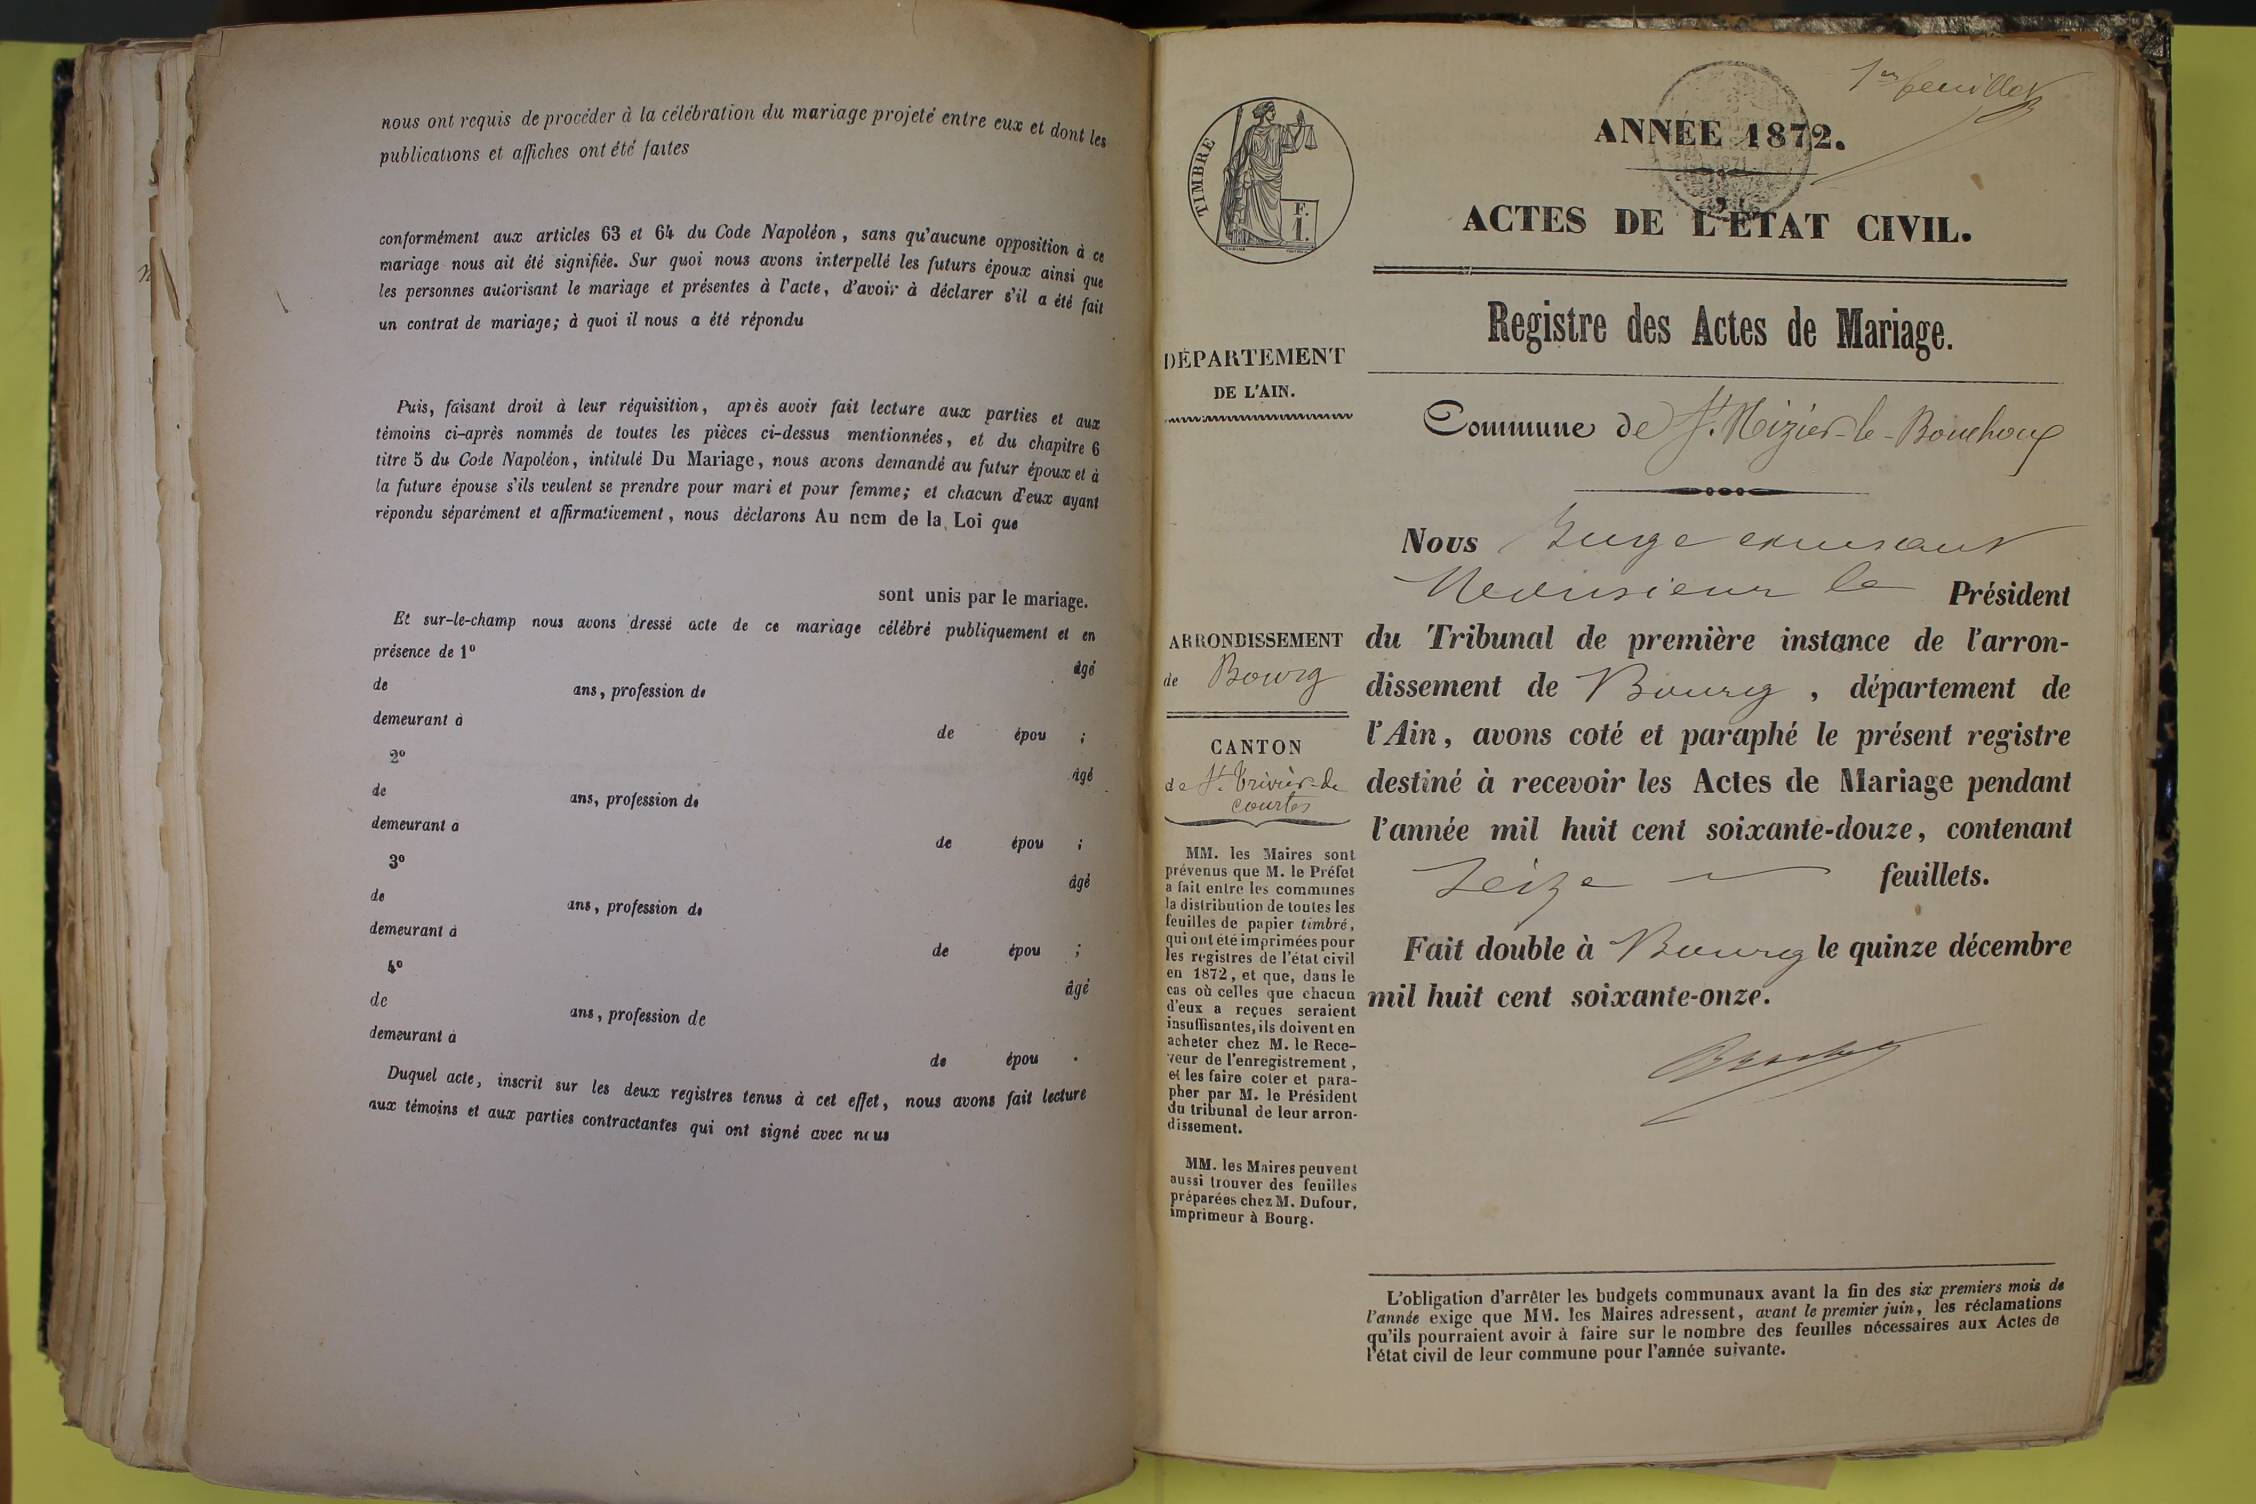 nous ont requis de procéder à la célébration du mariage projeté entre eux et dont les
publications et affiches ont été faites
conformément aux articles 63 et 64 du Code Napoléon, sans qu'aucune opposition à ce
mariage nous ait été signifiée. Sur quoi nous avons interpellé les futurs époux ainsi que
les personnes autorisant le mariage et présentes à l'acte, d'avoir à déclarer s'il a été fait
un contrat de mariage; à quoi il nous a été répondu
Puis, faisant droit à leur réquisition, après avoir fait lecture aux parties et aux
témoins ci-après nommés de toutes les pièces ci-dessus mentionnées, et du chapitre 6
titre 5 du Code Napoléon, intitulé Du Mariage, nous avons demandé au futur époux et à
la future épouse s'ils veulent se prendre pour mari et pour femme; et chacun d'eux ayant
répondu séparément et affirmativement, nous déclarons Au nom de la Loi que
sont unis par le mariage.
Et sur-le-champ nous avons dressé acte de ce mariage célébré publiquement et en
présence de 1º
âgé
de ans, profession de
demeurant à
de épou ;
2º
âgé
de ans, profession de
demeurant à
de épou ;
3º
âgé
de ans, profession de
demeurant à
de épou ;
4º
âgé
de ans, profession de
demeurant à
de épou .
Duquel acte, inscrit sur les deux registres tenus à cet effet, nous avons fait lecture
aux témoins et aux parties contractantes qui ont signé avec nous
1er feuillet
TIMBRE
F.
1.
ANNÉE 1872.
ACTES DE L'ÉTAT CIVIL.
Registre des Actes de Mariage.
DÉPARTEMENT
DE L'AIN.
ARRONDISSEMENT
de Bourg
CANTON
de St. Trivier-de
courtes
MM. les Maires sont
prévenus que M. le Préfet
a fait entre les communes
la distribution de toutes les
feuilles de papier timbré,
qui ont été imprimées pour
les registres de l'état civil
en 1872, et que, dans le
cas où celles que chacun
d'eux a reçues seraient
insuffisantes, ils doivent en
acheter chez M. le Rece-
veur de l'enregistrement,
et les faire coter et para-
pher par M. le Président
du tribunal de leur arron-
dissement.
MM. les Maires peuvent
aussi trouver des feuilles
préparées chez M. Dufour,
imprimeur à Bourg.
Commune de St. Nizier-le-Bouchoux
Nous Juge
Monsieur le Président
du Tribunal de première instance de l'arron-
dissement de Bourg, département de
l'Ain, avons coté et paraphé le présent registre
destiné à recevoir les Actes de Mariage pendant
l'année mil huit cent soixante-douze, contenant
Seize feuillets.
Fait double à Bourg le quinze décembre
mil huit cent soixante-onze.
L'obligation d'arrêter les budgets communaux avant la fin des six premiers mois de
l'année exige que MM. les Maires adressent, avant le premier juin, les réclamations
qu'ils pourraient avoir à faire sur le nombre des feuilles nécessaires aux Actes de
l'état civil de leur commune pour l'année suivante.